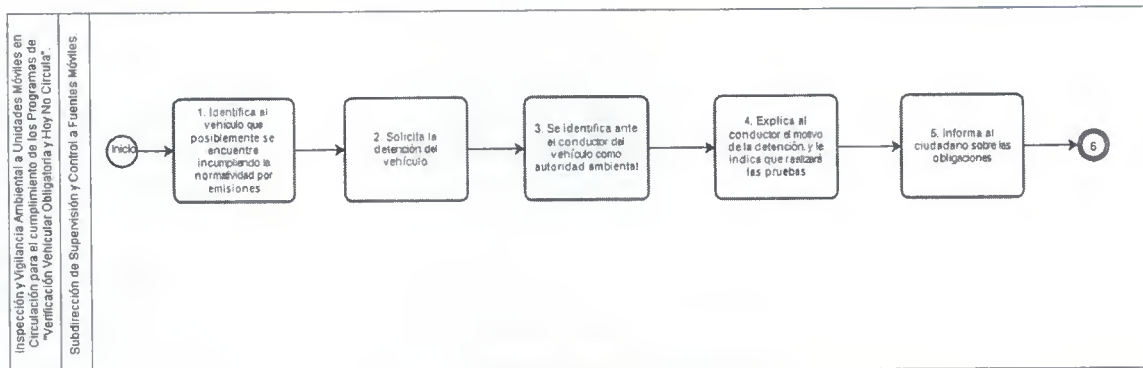 Inspección y Vigilancia Ambiental a Unidades Móviles en
Circulación para el cumplimiento de los Programas de
"Verificación Vehicular Obligatoria y Hoy No Circula".
Subdirección de Supervisión y Control a Fuentes Móviles.
Inicio
1. Identifica al
vehículo que
posiblemente se
encuentre
incumpliendo la
normatividad por
emisiones
2. Solicita la
detención del
vehículo
3. Se identifica ante
el conductor del
vehículo como
autoridad ambiental
4. Explica al
conductor el motivo
de la detención, y le
indica que realizará
las pruebas
5. Informa al
ciudadano sobre las
obligaciones
6